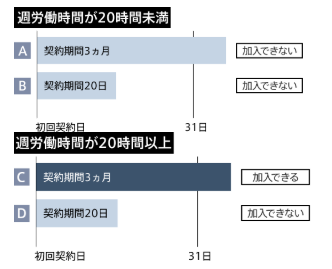 週労働時間が20時間未満
A 契約期間3ヵ月 加入できない
B 契約期間20日 加入できない
初回契約日 31日
週労働時間が20時間以上
C 契約期間3ヵ月 加入できる
D 契約期間20日 加入できない
初回契約日 31日